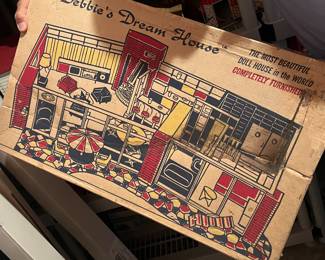 Debbie's Dream House
THE MOST BEAUTIFUL
DOLL HOUSE in the WORLD
COMPLETELY FURNISHED